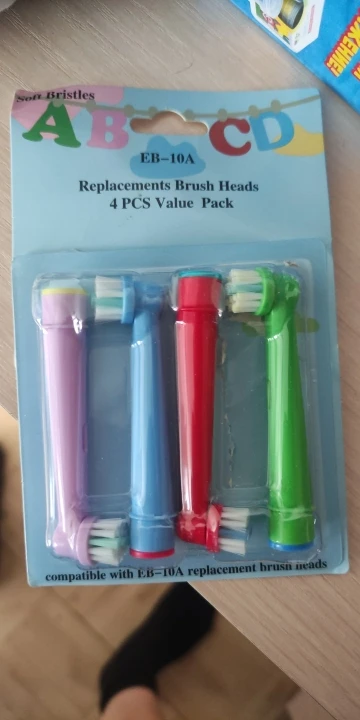 Soft Bristles
ABCD
EB-10A
Replacements Brush Heads
4 PCS Value Pack
compatible with EB-10A replacement brush heads